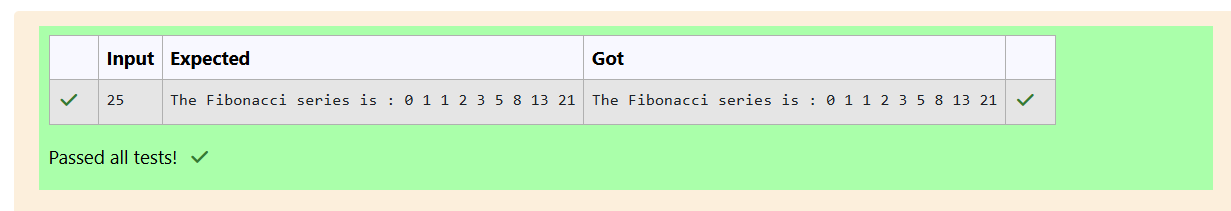 Input Expected Got
25 The Fibonacci series is : 0 1 1 2 3 5 8 13 21 The Fibonacci series is : 0 1 1 2 3 5 8 13 21
Passed all tests!